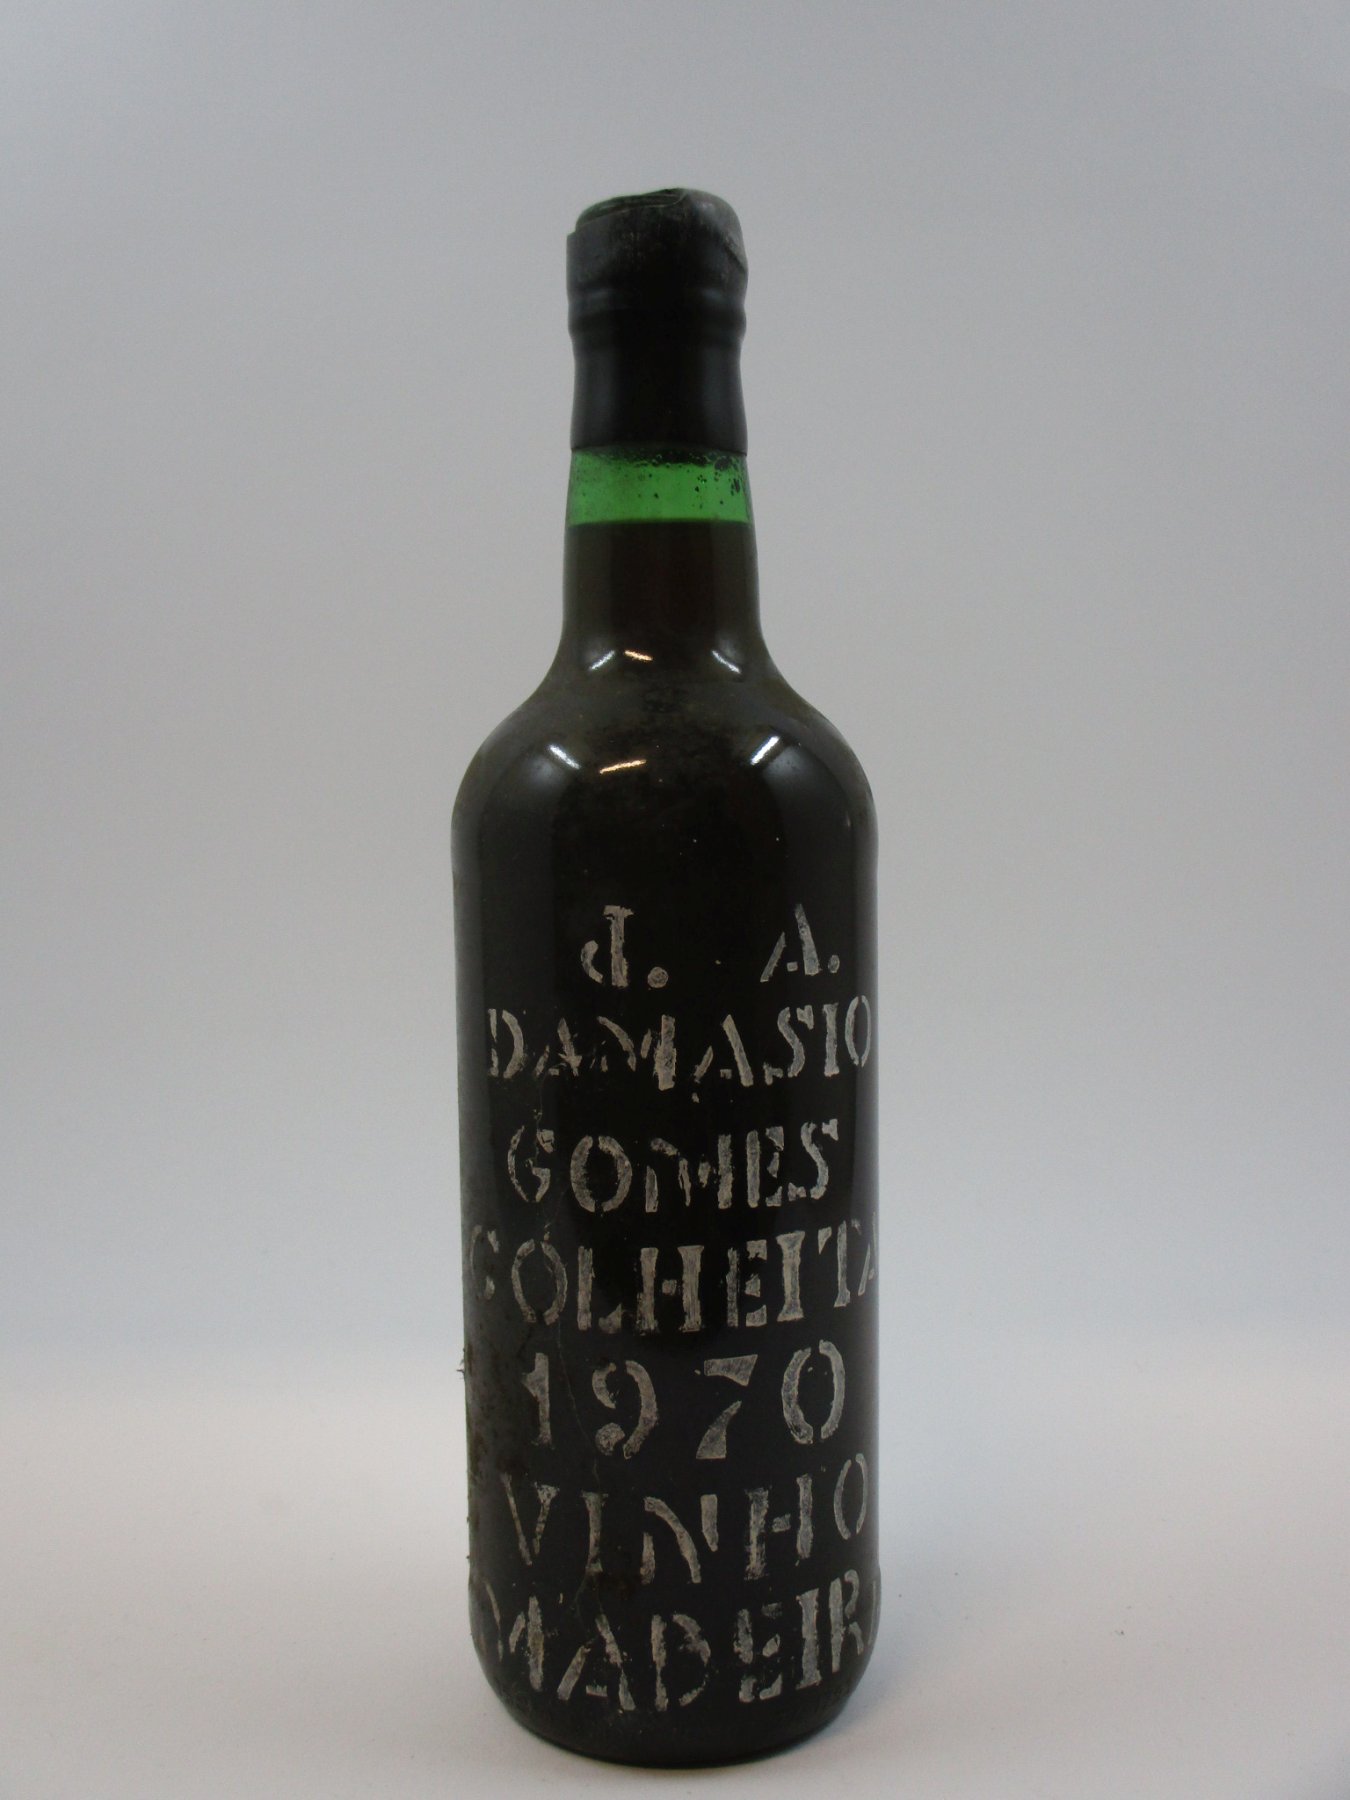 J. A.
DAMASIO
GOMES
COLHEITA
1970
VINHO
MADEIRA